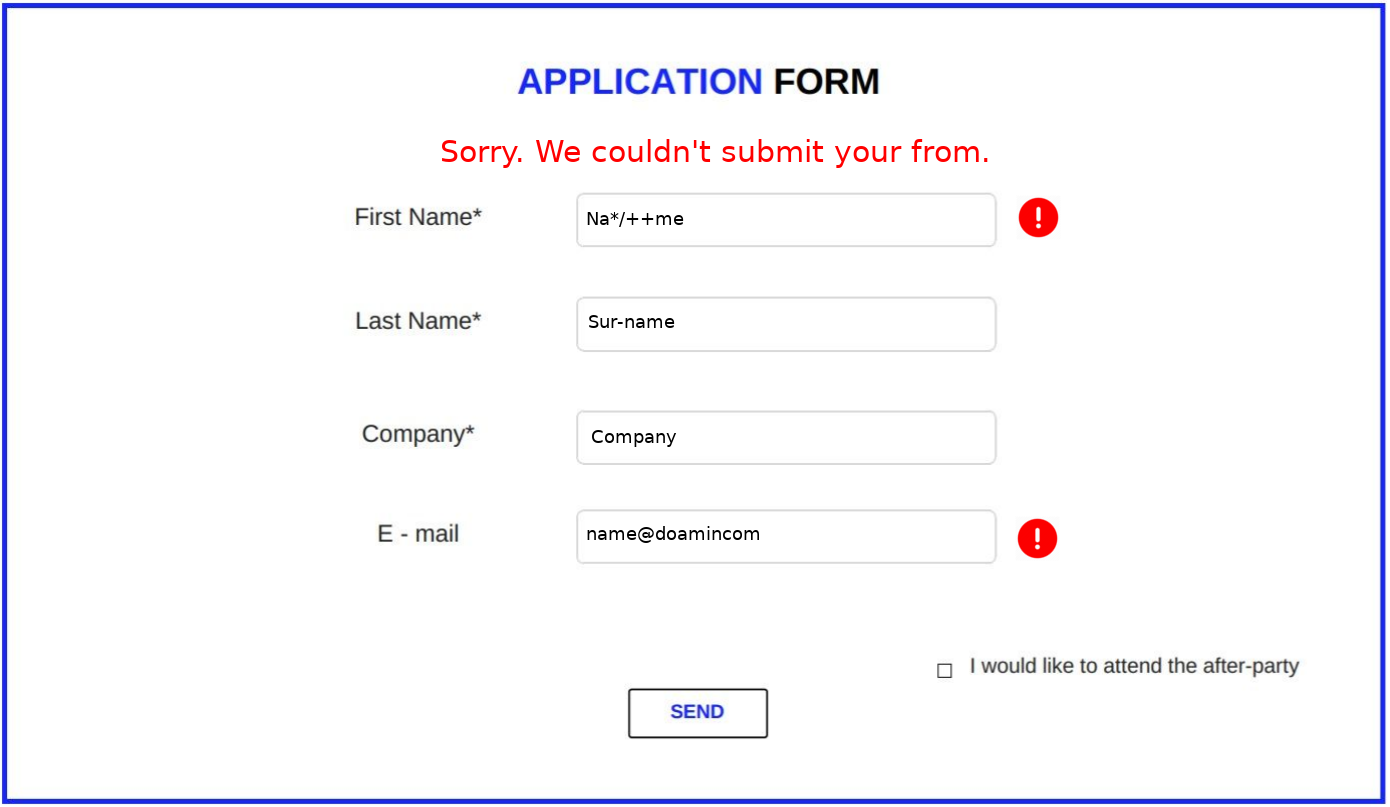 APPLICATION FORM
Sorry. We couldn't submit your from.
First Name* Na*/++me
Last Name* Sur-name
Company* Company
E - mail name@doamincom
I would like to attend the after-party
SEND